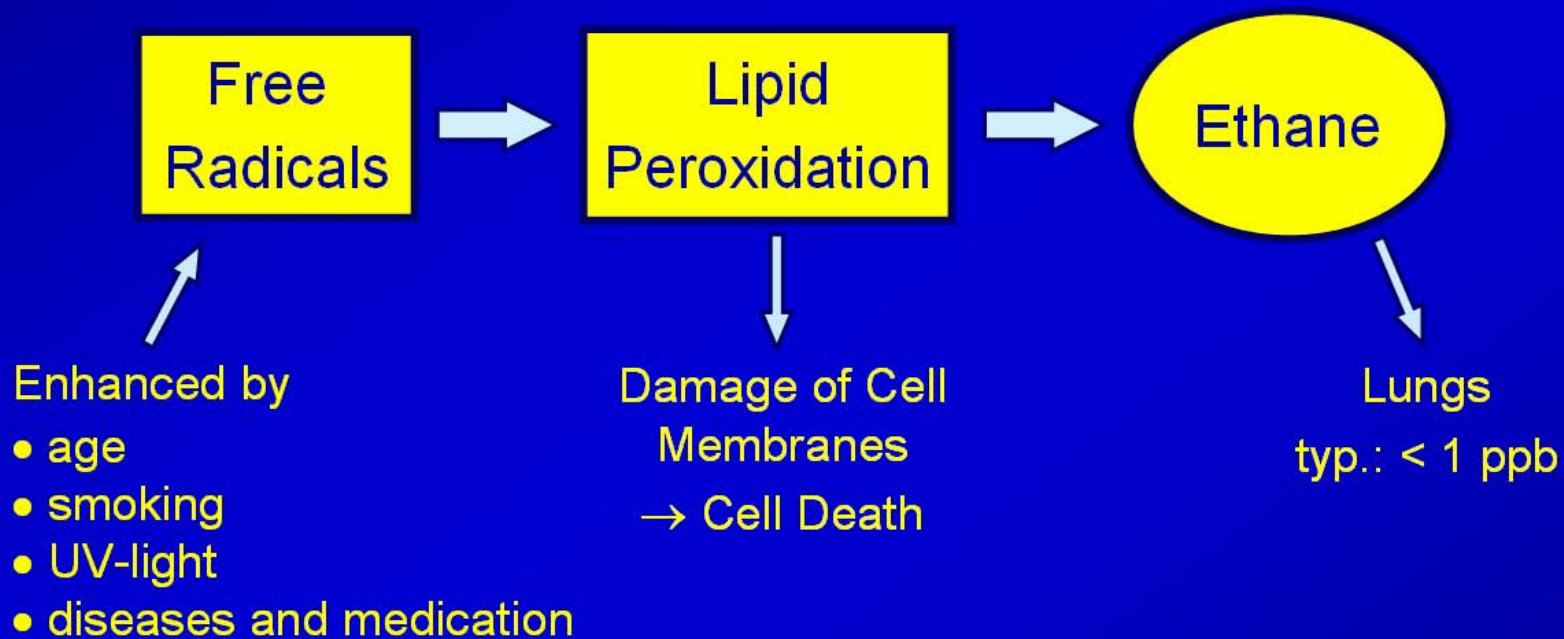 Free
Radicals
Lipid
Peroxidation
Ethane
Enhanced by
• age
• smoking
• UV-light
• diseases and medication
Damage of Cell
Membranes
→ Cell Death
Lungs
typ.: < 1 ppb